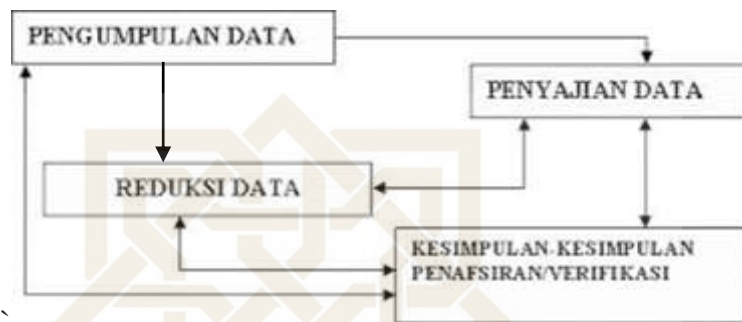 PENGUMPULAN DATA
PENYAJIAN DATA
REDUKSI DATA
KESIMPULAN-KESIMPULAN
PENAFSIRAN/VERIFIKASI
`